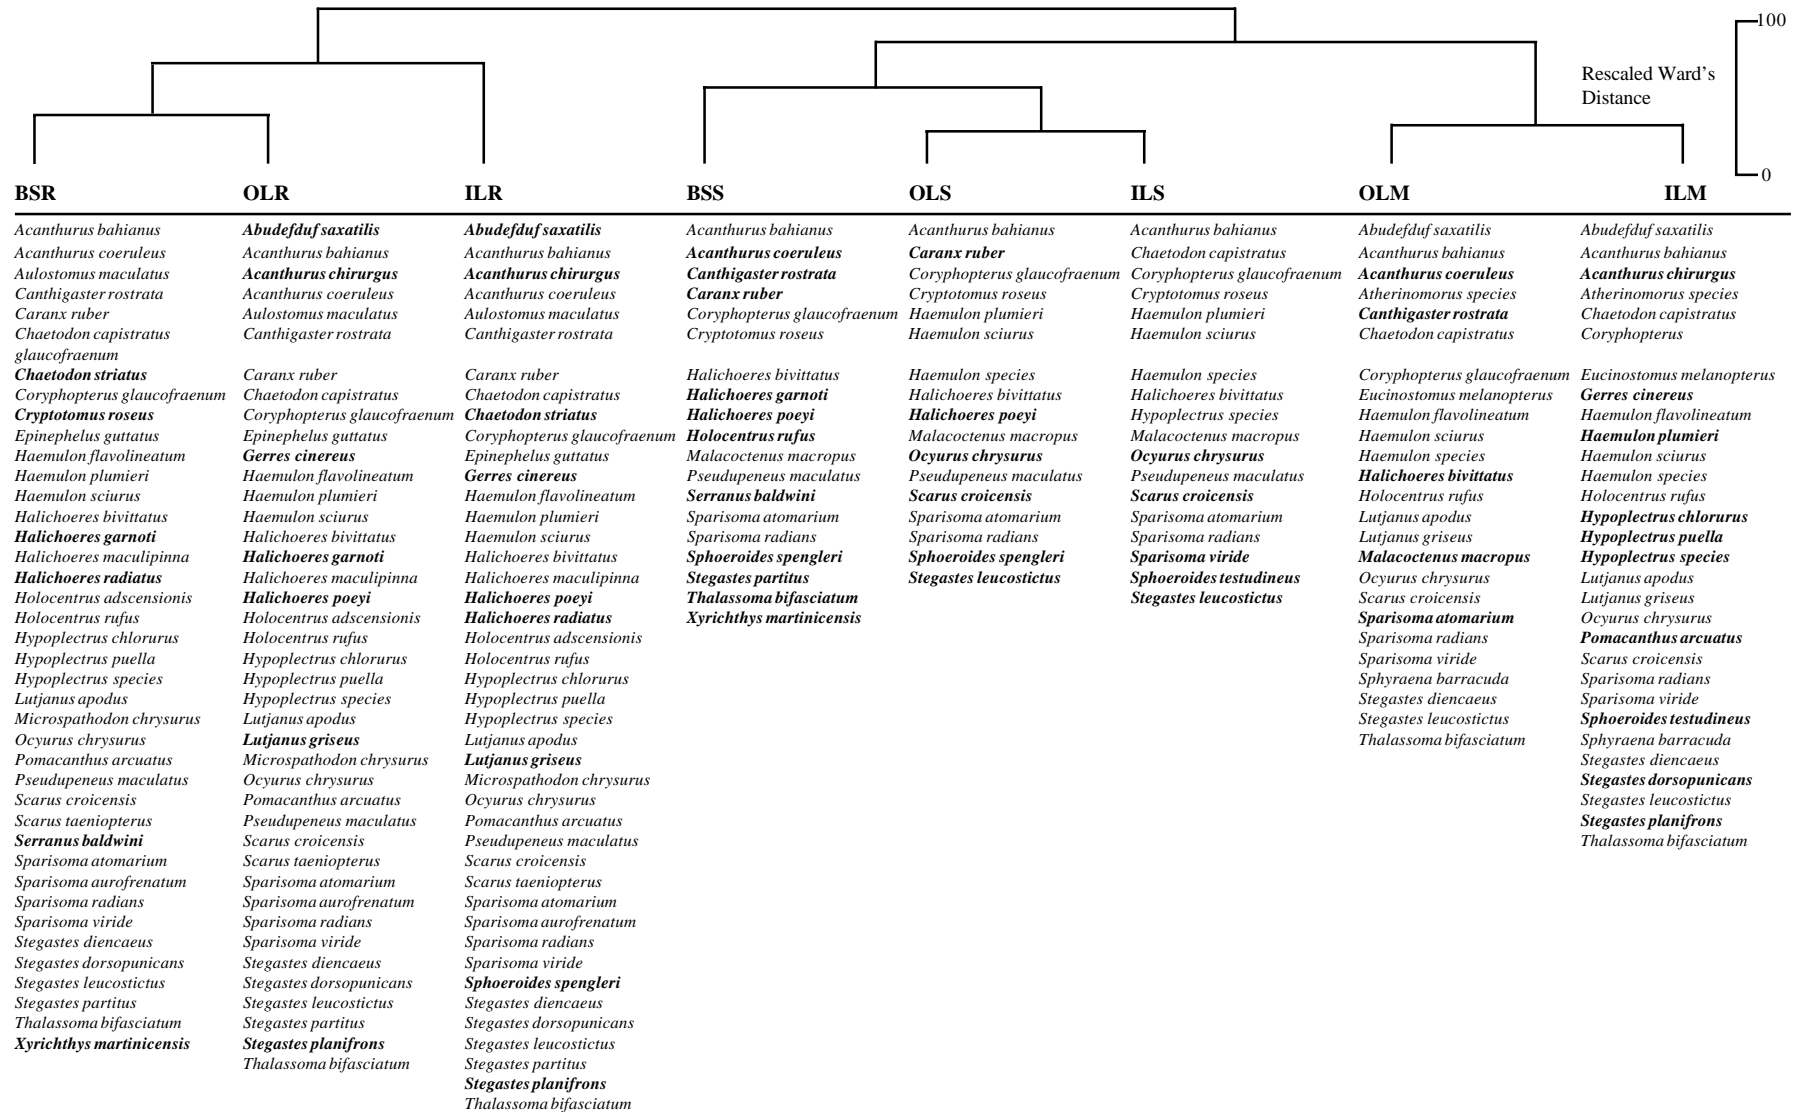 100
Rescaled Ward's
Distance
0
BSR OLR ILR BSS OLS ILS OLM ILM
Acanthurus bahianus Abudefduf saxatilis Abudefduf saxatilis Acanthurus bahianus Acanthurus bahianus Acanthurus bahianus Abudefduf saxatilis Abudefduf saxatilis
Acanthurus coeruleus Acanthurus bahianus Acanthurus bahianus Acanthurus coeruleus Caranx ruber Chaetodon capistratus Acanthurus bahianus Acanthurus bahianus
Aulostomus maculatus Acanthurus chirurgus Acanthurus chirurgus Canthigaster rostrata Coryphopterus glaucofraenum Coryphopterus glaucofraenum Acanthurus coeruleus Acanthurus chirurgus
Canthigaster rostrata Acanthurus coeruleus Acanthurus coeruleus Caranx ruber Cryptotomus roseus Cryptotomus roseus Atherinomorus species Atherinomorus species
Caranx ruber Aulostomus maculatus Aulostomus maculatus Coryphopterus glaucofraenum Haemulon plumieri Haemulon plumieri Canthigaster rostrata Chaetodon capistratus
Chaetodon capistratus Canthigaster rostrata Canthigaster rostrata Cryptotomus roseus Haemulon sciurus Haemulon sciurus Chaetodon capistratus Coryphopterus
glaucofraenum
Chaetodon striatus Caranx ruber Caranx ruber Halichoeres bivittatus Haemulon species Haemulon species Coryphopterus glaucofraenum Eucinostomus melanopterus
Coryphopterus glaucofraenum Chaetodon capistratus Chaetodon capistratus Halichoeres garnoti Halichoeres bivittatus Halichoeres bivittatus Eucinostomus melanopterus Gerres cinereus
Cryptotomus roseus Coryphopterus glaucofraenum Chaetodon striatus Halichoeres poeyi Halichoeres poeyi Hypoplectrus species Haemulon flavolineatum Haemulon flavolineatum
Epinephelus guttatus Epinephelus guttatus Coryphopterus glaucofraenum Holocentrus rufus Malacoctenus macropus Malacoctenus macropus Haemulon sciurus Haemulon plumieri
Haemulon flavolineatum Gerres cinereus Epinephelus guttatus Malacoctenus macropus Ocyurus chrysurus Ocyurus chrysurus Haemulon species Haemulon sciurus
Haemulon plumieri Haemulon flavolineatum Gerres cinereus Pseudupeneus maculatus Pseudupeneus maculatus Pseudupeneus maculatus Halichoeres bivittatus Haemulon species
Haemulon sciurus Haemulon plumieri Haemulon flavolineatum Serranus baldwini Scarus croicensis Scarus croicensis Holocentrus rufus Holocentrus rufus
Halichoeres bivittatus Haemulon sciurus Haemulon plumieri Sparisoma atomarium Sparisoma atomarium Sparisoma atomarium Lutjanus apodus Hypoplectrus chlorurus
Halichoeres garnoti Halichoeres bivittatus Haemulon sciurus Sparisoma radians Sparisoma radians Sparisoma radians Lutjanus griseus Hypoplectrus puella
Halichoeres maculipinna Halichoeres garnoti Halichoeres bivittatus Sphoeroides spengleri Sphoeroides spengleri Sparisoma viride Malacoctenus macropus Hypoplectrus species
Halichoeres radiatus Halichoeres maculipinna Halichoeres maculipinna Stegastes partitus Stegastes leucostictus Sphoeroides testudineus Ocyurus chrysurus Lutjanus apodus
Holocentrus adscensionis Halichoeres poeyi Halichoeres poeyi Thalassoma bifasciatum Stegastes leucostictus Scarus croicensis Lutjanus griseus
Holocentrus rufus Holocentrus adscensionis Halichoeres radiatus Xyrichthys martinicensis Sparisoma atomarium Ocyurus chrysurus
Hypoplectrus chlorurus Holocentrus rufus Holocentrus adscensionis Sparisoma radians Pomacanthus arcuatus
Hypoplectrus puella Hypoplectrus chlorurus Holocentrus rufus Sparisoma viride Scarus croicensis
Hypoplectrus species Hypoplectrus puella Hypoplectrus chlorurus Sphyraena barracuda Sparisoma radians
Lutjanus apodus Hypoplectrus species Hypoplectrus puella Stegastes diencaeus Sparisoma viride
Microspathodon chrysurus Lutjanus apodus Hypoplectrus species Stegastes leucostictus Sphoeroides testudineus
Ocyurus chrysurus Lutjanus griseus Lutjanus apodus Thalassoma bifasciatum Sphyraena barracuda
Pomacanthus arcuatus Microspathodon chrysurus Lutjanus griseus Stegastes diencaeus
Pseudupeneus maculatus Ocyurus chrysurus Microspathodon chrysurus Stegastes dorsopunicans
Scarus croicensis Pomacanthus arcuatus Ocyurus chrysurus Stegastes leucostictus
Scarus taeniopterus Pseudupeneus maculatus Pomacanthus arcuatus Stegastes planifrons
Serranus baldwini Scarus croicensis Pseudupeneus maculatus Thalassoma bifasciatum
Sparisoma atomarium Scarus taeniopterus Scarus croicensis
Sparisoma aurofrenatum Sparisoma atomarium Scarus taeniopterus
Sparisoma radians Sparisoma aurofrenatum Sparisoma atomarium
Sparisoma viride Sparisoma radians Sparisoma aurofrenatum
Stegastes diencaeus Sparisoma viride Sparisoma radians
Stegastes dorsopunicans Stegastes diencaeus Sparisoma viride
Stegastes leucostictus Stegastes dorsopunicans Sphoeroides spengleri
Stegastes partitus Stegastes leucostictus Stegastes diencaeus
Thalassoma bifasciatum Stegastes partitus Stegastes dorsopunicans
Xyrichthys martinicensis Stegastes planifrons Stegastes leucostictus
Thalassoma bifasciatum Stegastes partitus
Stegastes planifrons
Thalassoma bifasciatum